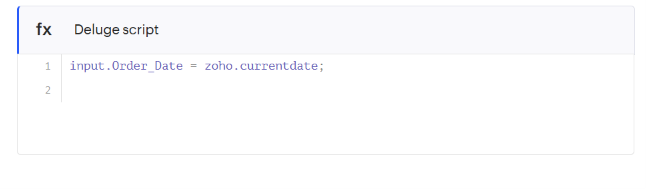 fx Deluge script
1 input.Order_Date = zoho.currentdate;
2